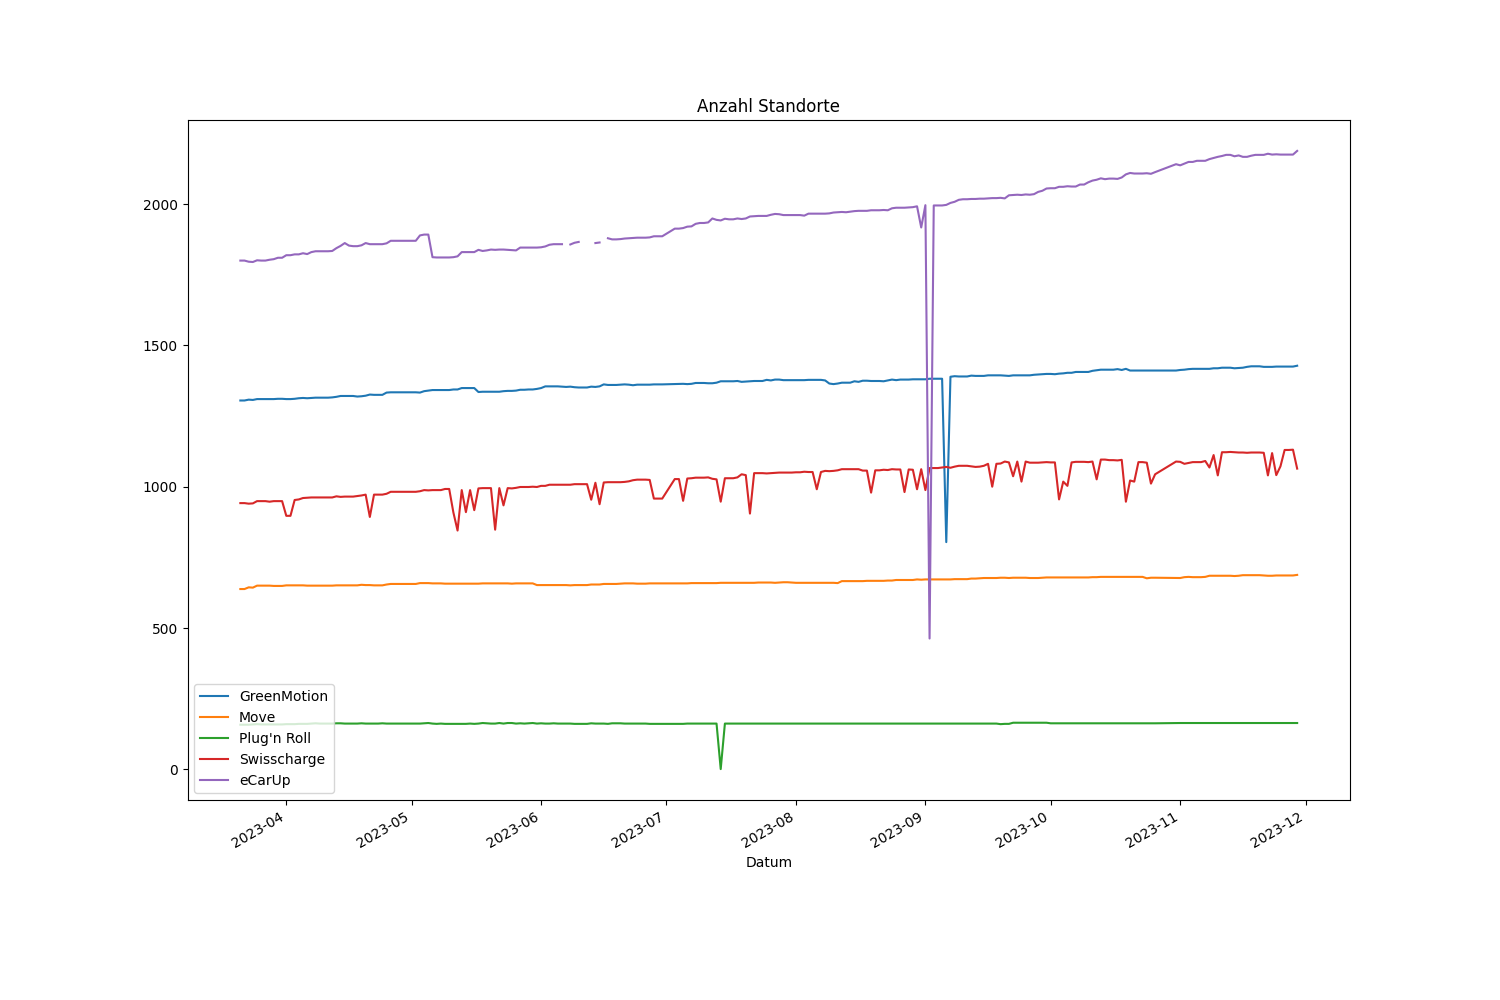 Anzahl Standorte
2000
1500
1000
500
0
GreenMotion
Move
Plug'n Roll
Swisscharge
eCarUp
2023-04
2023-05
2023-06
2023-07
2023-08
2023-09
2023-10
2023-11
2023-12
Datum